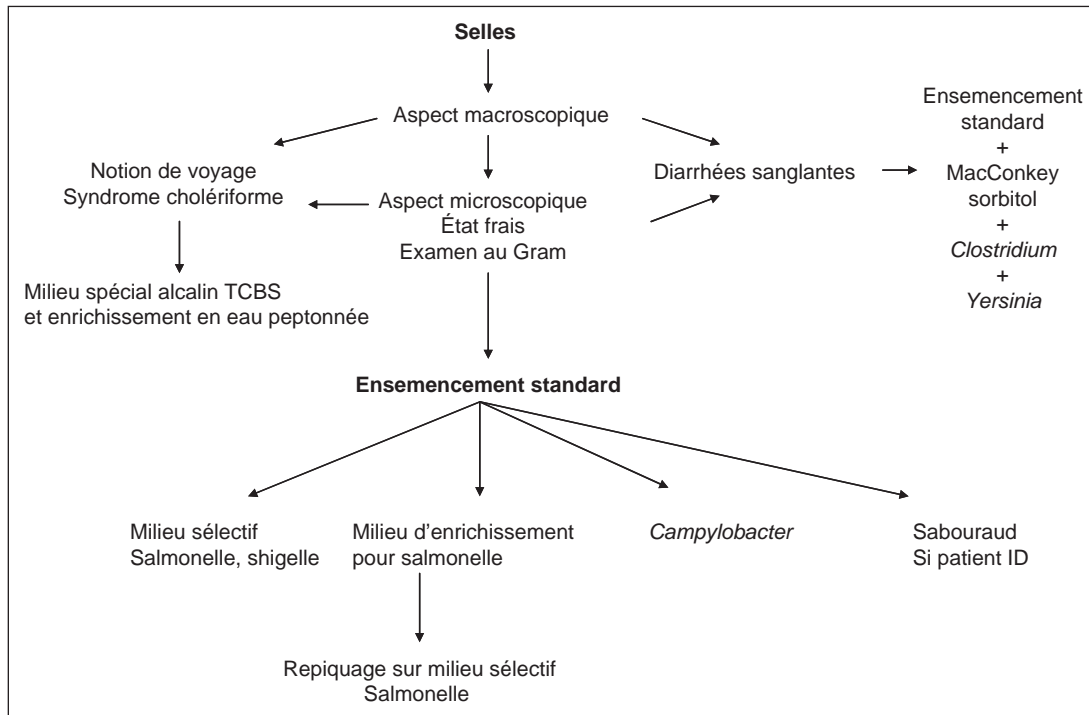 Selles
Aspect macroscopique
Notion de voyage
Syndrome cholériforme
Aspect microscopique
État frais
Examen au Gram
Diarrhées sanglantes
Ensemencement
standard
+
MacConkey
sorbitol
+
Clostridium
+
Yersinia
Milieu spécial alcalin TCBS
et enrichissement en eau peptonnée
Ensemencement standard
Milieu sélectif
Salmonelle, shigelle
Milieu d'enrichissement
pour salmonelle
Campylobacter
Sabouraud
Si patient ID
Repiquage sur milieu sélectif
Salmonelle